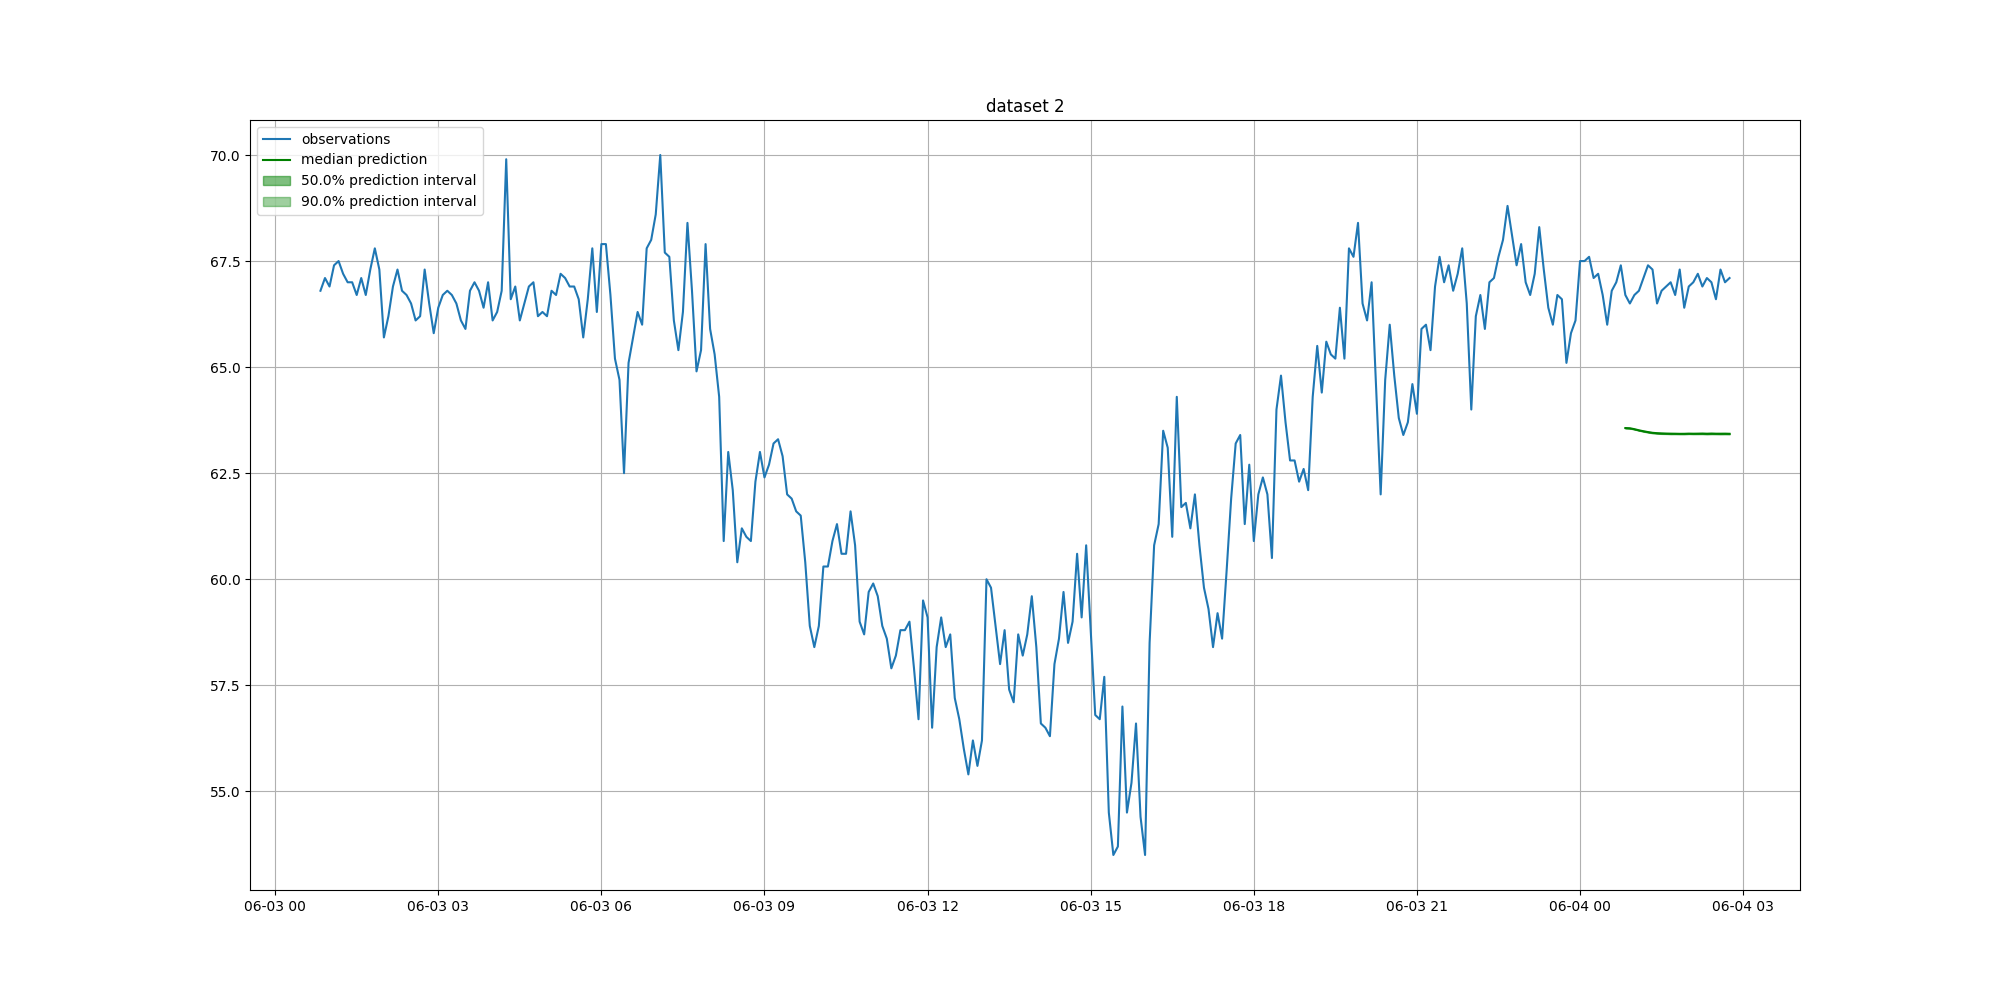 dataset 2
observations
median prediction
50.0% prediction interval
90.0% prediction interval
70.0
67.5
65.0
62.5
60.0
57.5
55.0
06-03 00 06-03 03 06-03 06 06-03 09 06-03 12 06-03 15 06-03 18 06-03 21 06-04 00 06-04 03